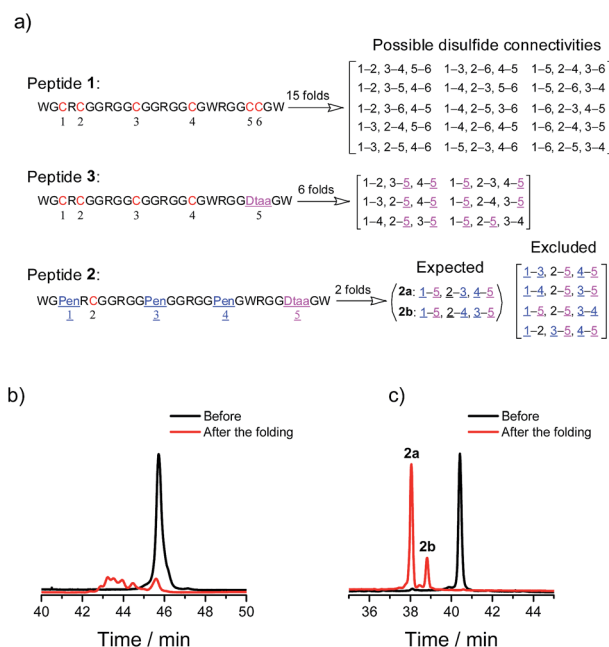 a)
Possible disulfide connectivities
Peptide 1:
WGCRCGGRGGCGGRGGCGWRGGCCGW
1 2 3 4 5 6
15 folds
1–2, 3–4, 5–6 1–3, 2–6, 4–5 1–5, 2–4, 3–6
1–2, 3–5, 4–6 1–4, 2–3, 5–6 1–5, 2–6, 3–4
1–2, 3–6, 4–5 1–4, 2–5, 3–6 1–6, 2–3, 4–5
1–3, 2–4, 5–6 1–4, 2–6, 4–5 1–6, 2–4, 3–5
1–3, 2–5, 4–6 1–5, 2–3, 4–6 1–6, 2–5, 3–4
Peptide 3:
WGCRCGGRGGCGGRGGCGWRGGDtaaGW
1 2 3 4 5
6 folds
1–2, 3–5, 4–5 1–5, 2–3, 4–5
1–3, 2–5, 4–5 1–5, 2–4, 3–5
1–4, 2–5, 3–5 1–5, 2–5, 3–4
Peptide 2:
WGPenRCGGRGGPenGGRGGPenGWRGGDtaaGW
1 2 3 4 5
2 folds
Expected
2a: 1–5, 2–3, 4–5
2b: 1–5, 2–4, 3–5
Excluded
1–3, 2–5, 4–5
1–4, 2–5, 3–5
1–5, 2–5, 3–4
1–2, 3–5, 4–5
b)
Before
After the folding
40 42 44 46 48 50
Time / min
c)
Before
After the folding
2a
2b
36 38 40 42 44
Time / min